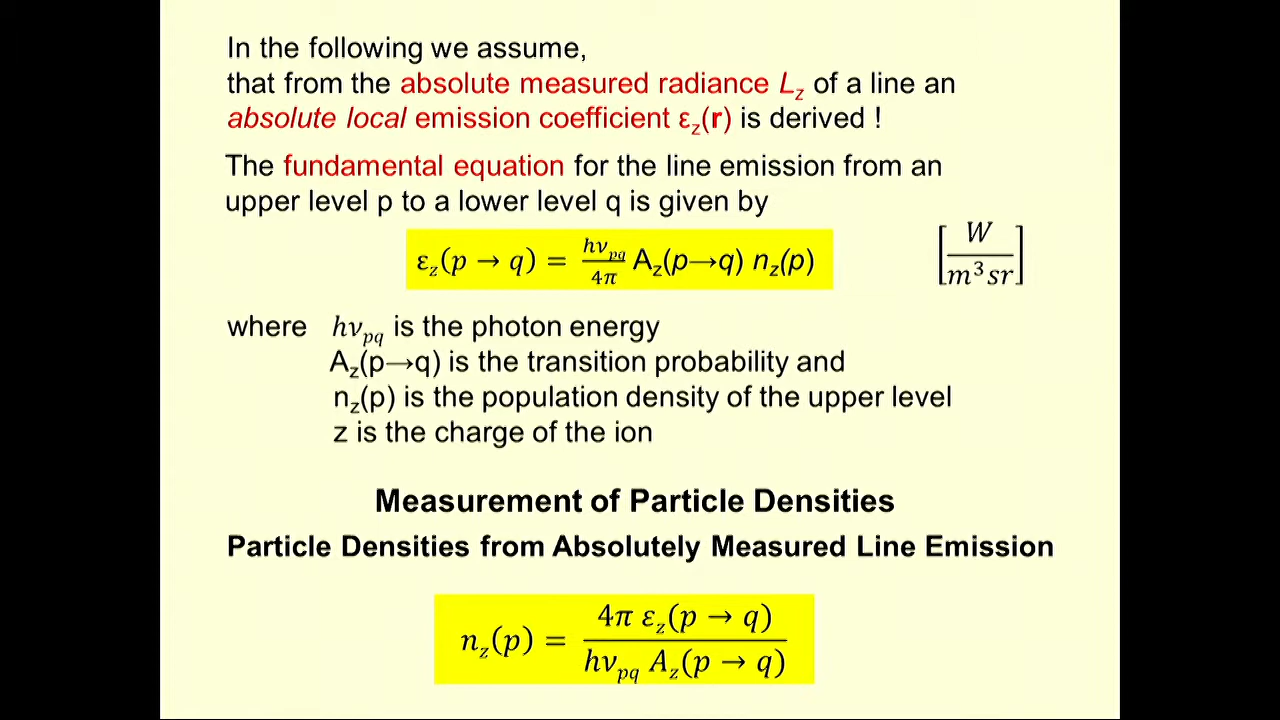 In the following we assume,
that from the absolute measured radiance L_z of a line an
absolute local emission coefficient ε_z(r) is derived !
The fundamental equation for the line emission from an
upper level p to a lower level q is given by
ε_z(p → q) = hν_pq/4π A_z(p→q) n_z(p) [W/m³sr]
where hν_pq is the photon energy
A_z(p→q) is the transition probability and
n_z(p) is the population density of the upper level
z is the charge of the ion
Measurement of Particle Densities
Particle Densities from Absolutely Measured Line Emission
n_z(p) = 4π ε_z(p → q) / hν_pq A_z(p → q)